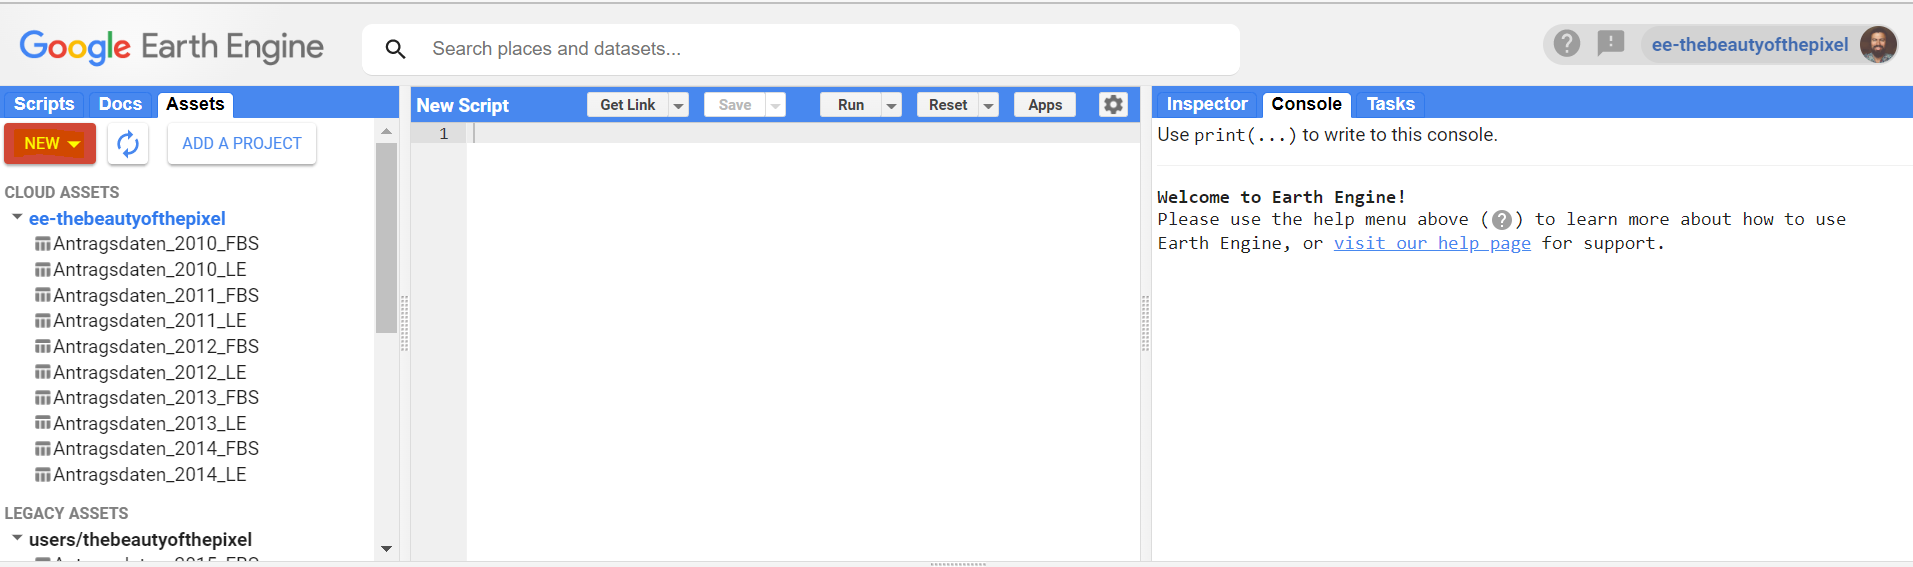 Google Earth Engine
Search places and datasets...
ee-thebeautyofthepixel
Scripts Docs Assets
NEW
ADD A PROJECT
CLOUD ASSETS
ee-thebeautyofthepixel
Antragsdaten_2010_FBS
Antragsdaten_2010_LE
Antragsdaten_2011_FBS
Antragsdaten_2011_LE
Antragsdaten_2012_FBS
Antragsdaten_2012_LE
Antragsdaten_2013_FBS
Antragsdaten_2013_LE
Antragsdaten_2014_FBS
Antragsdaten_2014_LE
LEGACY ASSETS
users/thebeautyofthepixel
New Script Get Link Save Run Reset Apps
1
Inspector Console Tasks
Use print(...) to write to this console.
Welcome to Earth Engine!
Please use the help menu above (?) to learn more about how to use
Earth Engine, or visit our help page for support.